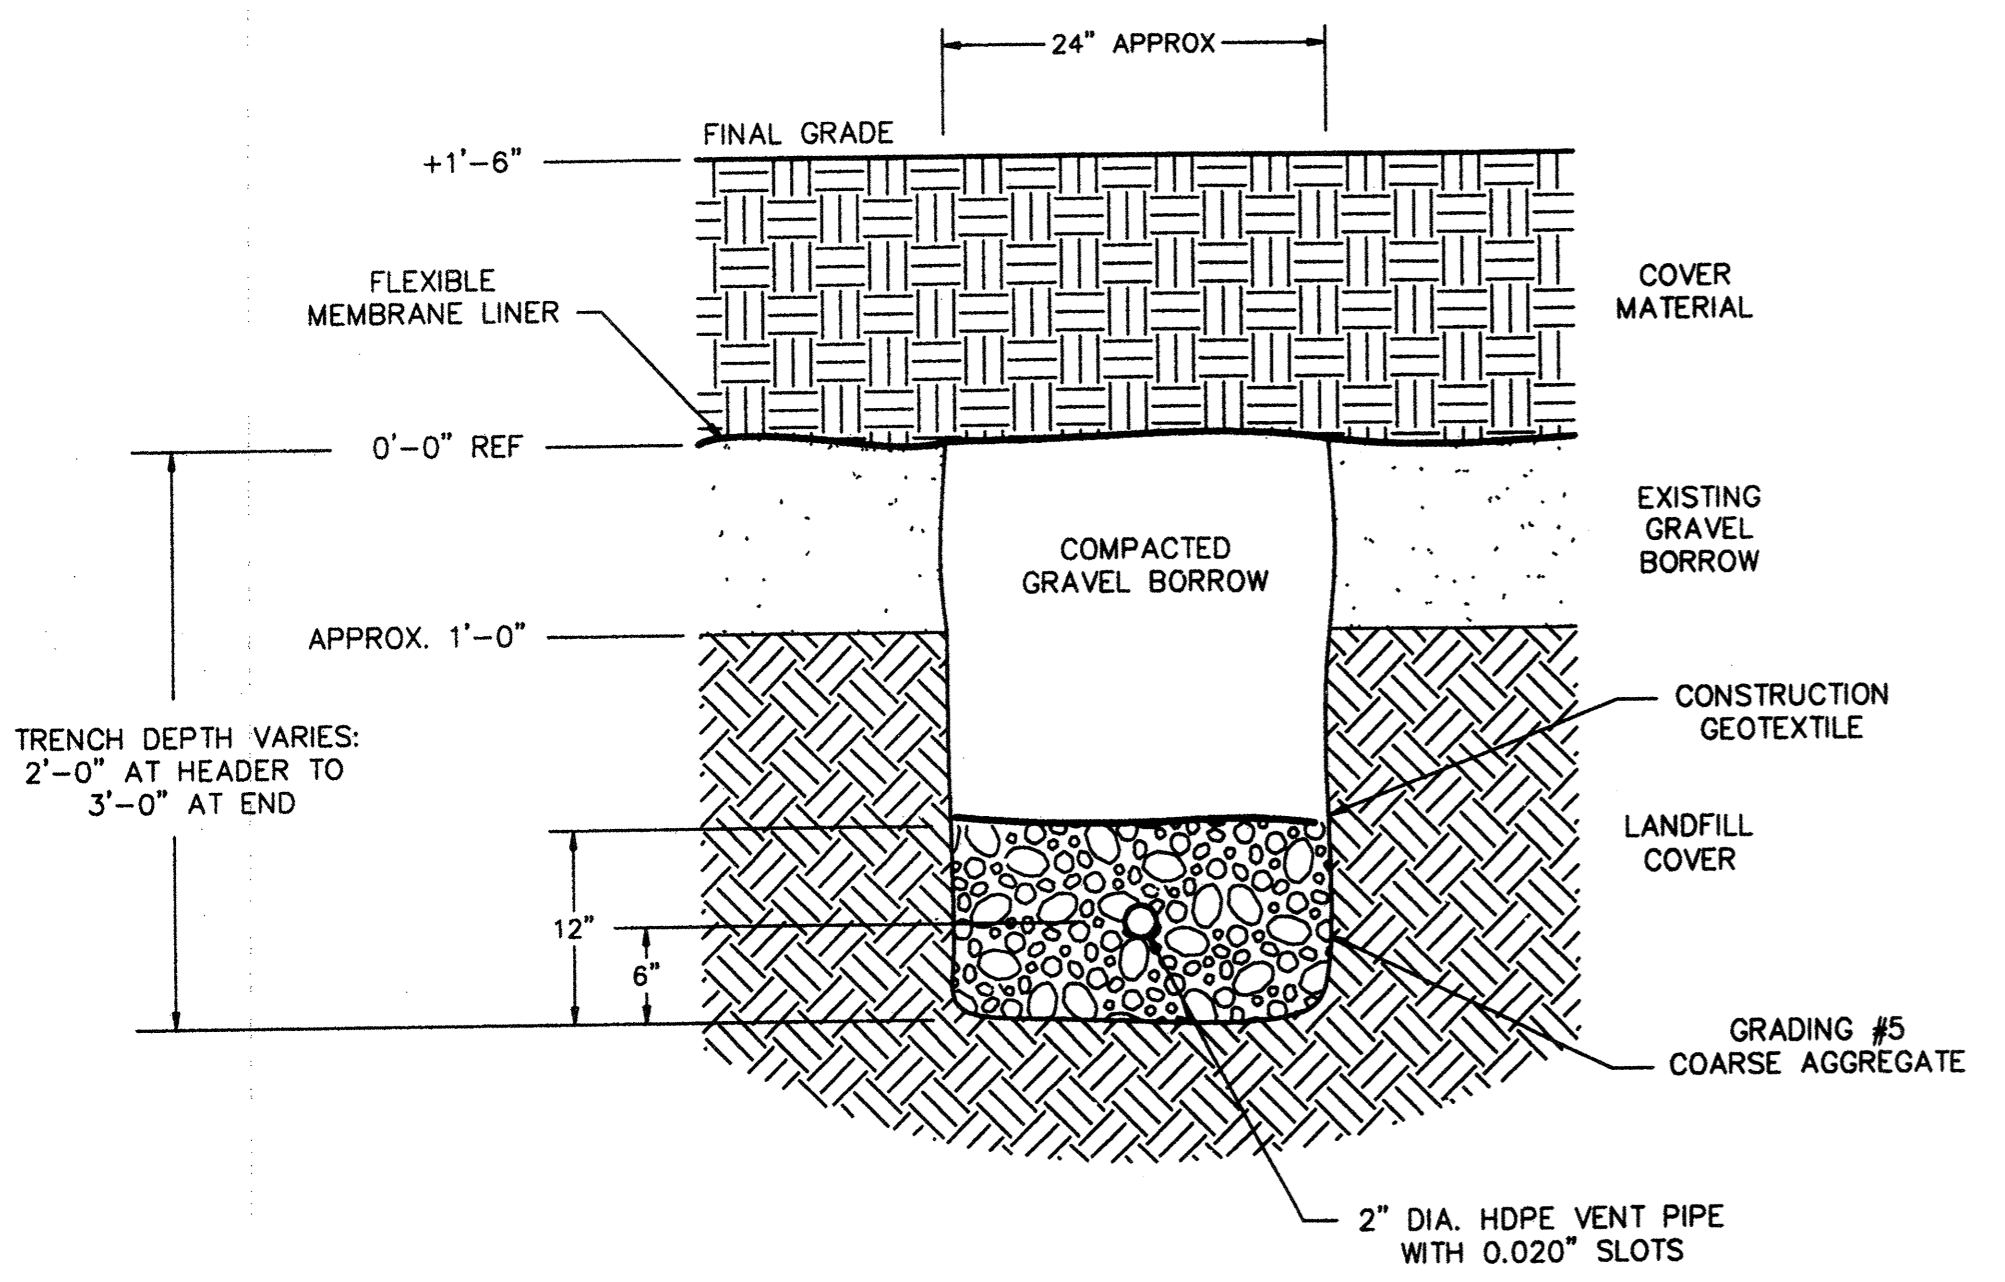 24" APPROX
FINAL GRADE
+1'-6"
FLEXIBLE
MEMBRANE LINER
COVER
MATERIAL
0'-0" REF
EXISTING
GRAVEL
BORROW
COMPACTED
GRAVEL BORROW
APPROX. 1'-0"
CONSTRUCTION
GEOTEXTILE
TRENCH DEPTH VARIES:
2'-0" AT HEADER TO
3'-0" AT END
LANDFILL
COVER
12"
6"
GRADING #5
COARSE AGGREGATE
2" DIA. HDPE VENT PIPE
WITH 0.020" SLOTS